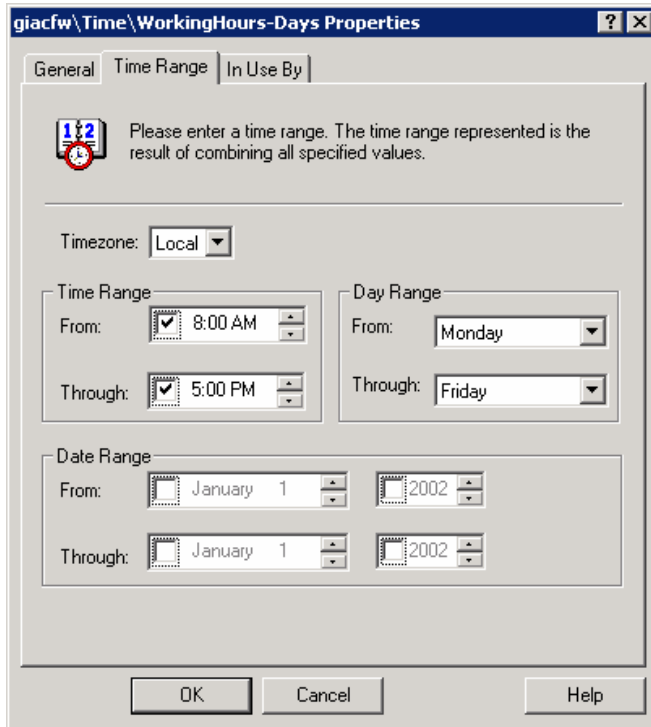 giacfw\Time\WorkingHours-Days Properties
General Time Range In Use By
Please enter a time range. The time range represented is the
result of combining all specified values.
Timezone: Local
Time Range
From: 8:00 AM
Through: 5:00 PM
Day Range
From: Monday
Through: Friday
Date Range
From: January 1 2002
Through: January 1 2002
OK Cancel Help